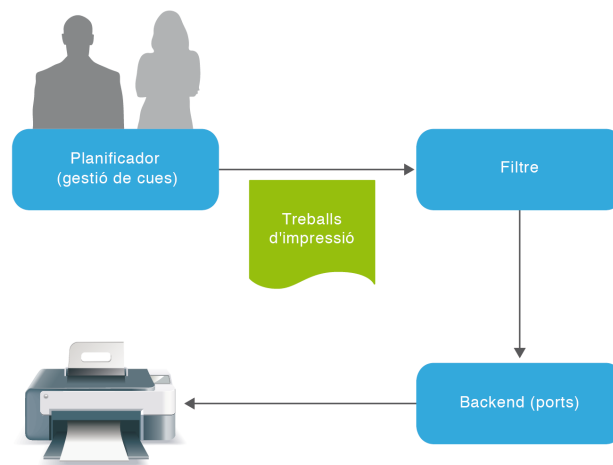 Planificador
(gestió de cues)
Filtre
Treballs
d'impressió
Backend (ports)